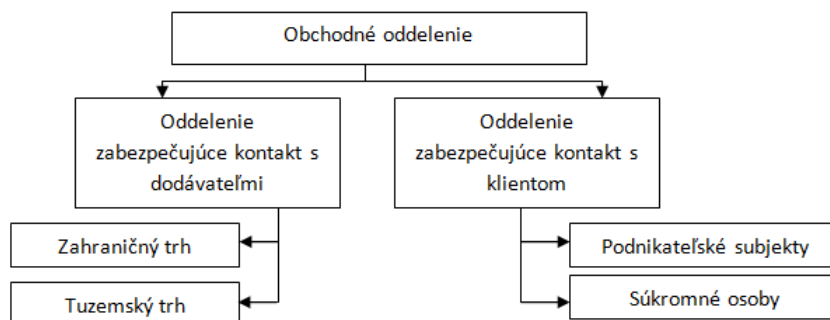 Obchodné oddelenie
Oddelenie
zabezpečujúce kontakt s
dodávateľmi
Oddelenie
zabezpečujúce kontakt s
klientom
Zahraničný trh
Tuzemský trh
Podnikateľské subjekty
Súkromné osoby